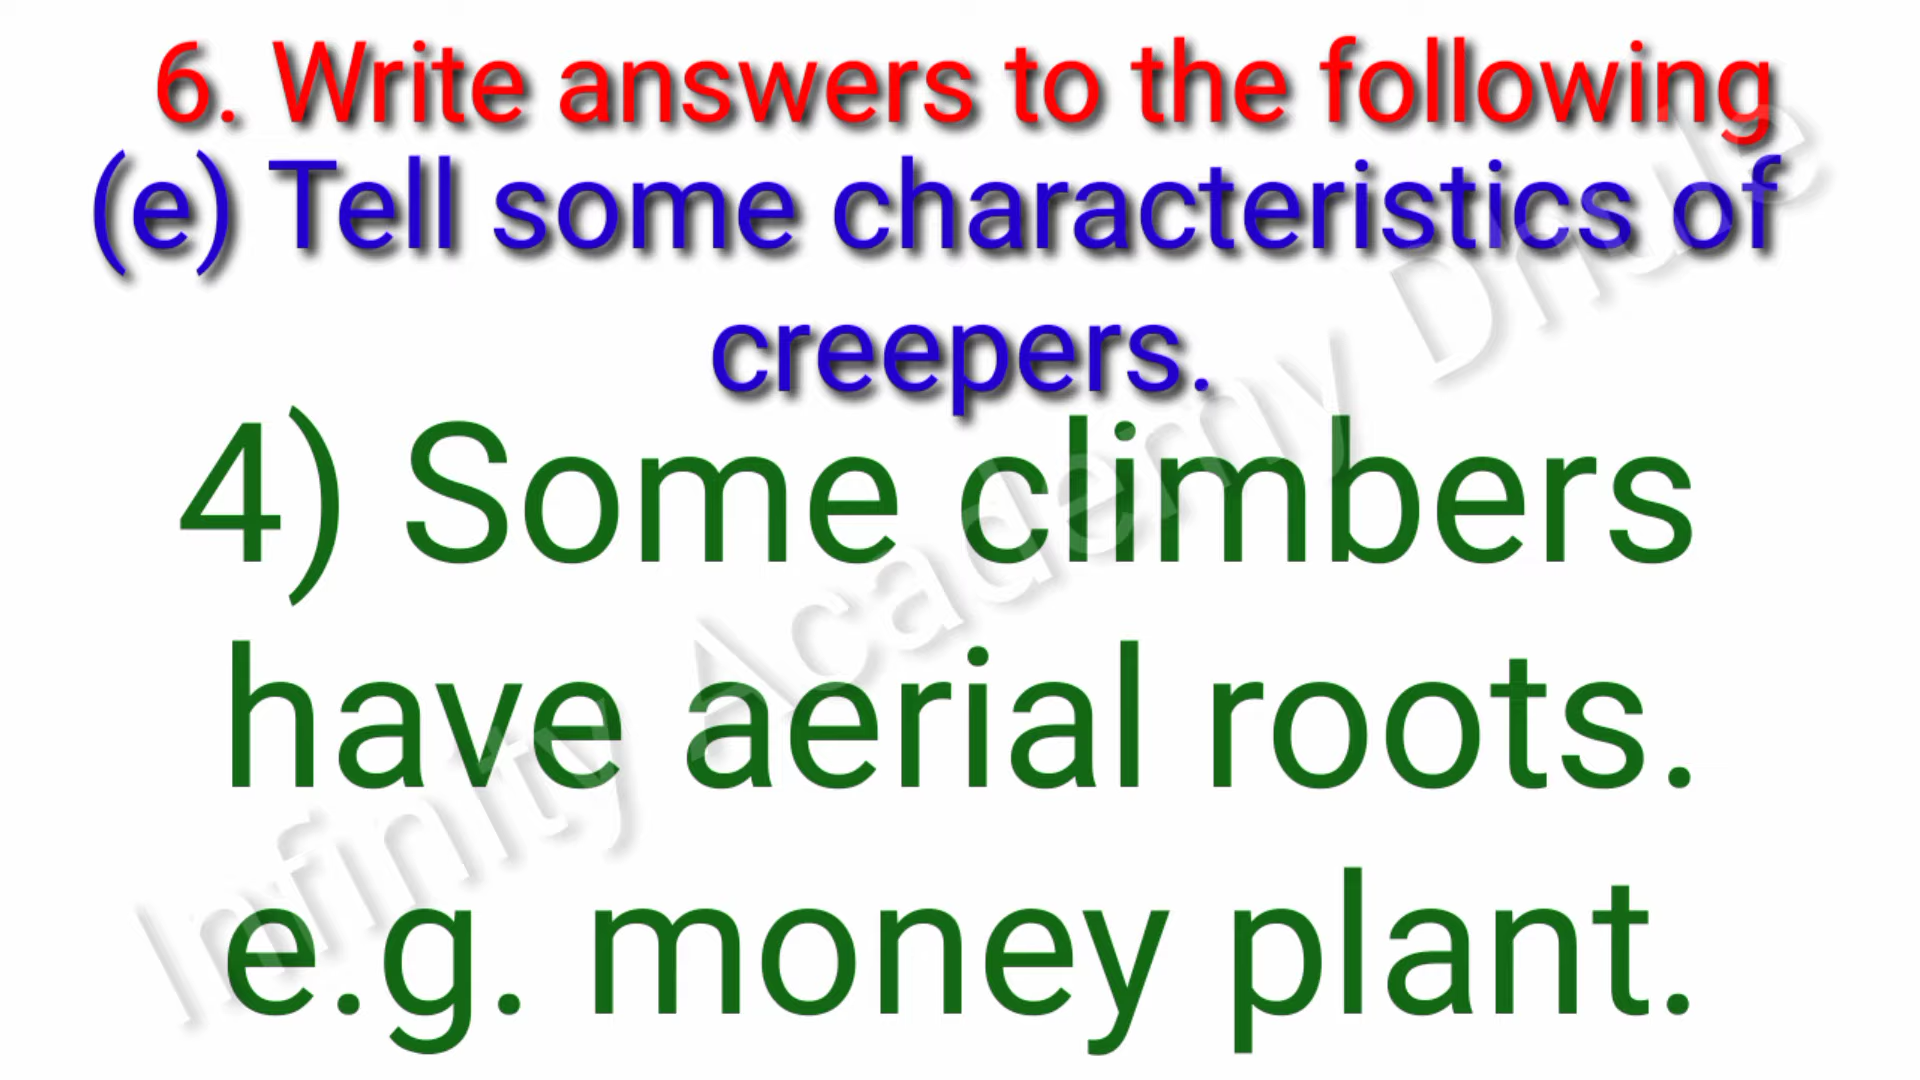 6. Write answers to the following
(e) Tell some characteristics of
creepers.
4) Some climbers
have aerial roots.
e.g. money plant.
Infinity Academy Dhule